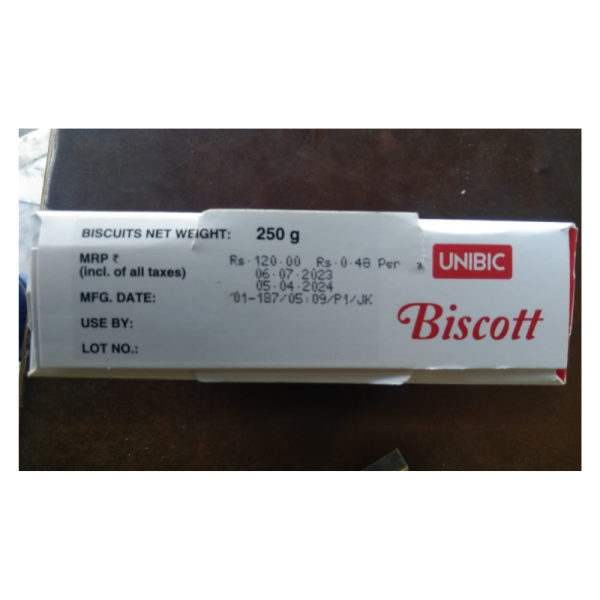 BISCUITS NET WEIGHT: 250 g
MRP ₹ Rs.120.00 Rs.0.48 Per
(incl. of all taxes) 06.07.2023
05.04.2024
MFG. DATE: 01-187/05:09/P1/JK
USE BY:
LOT NO.:
UNIBIC
Biscott